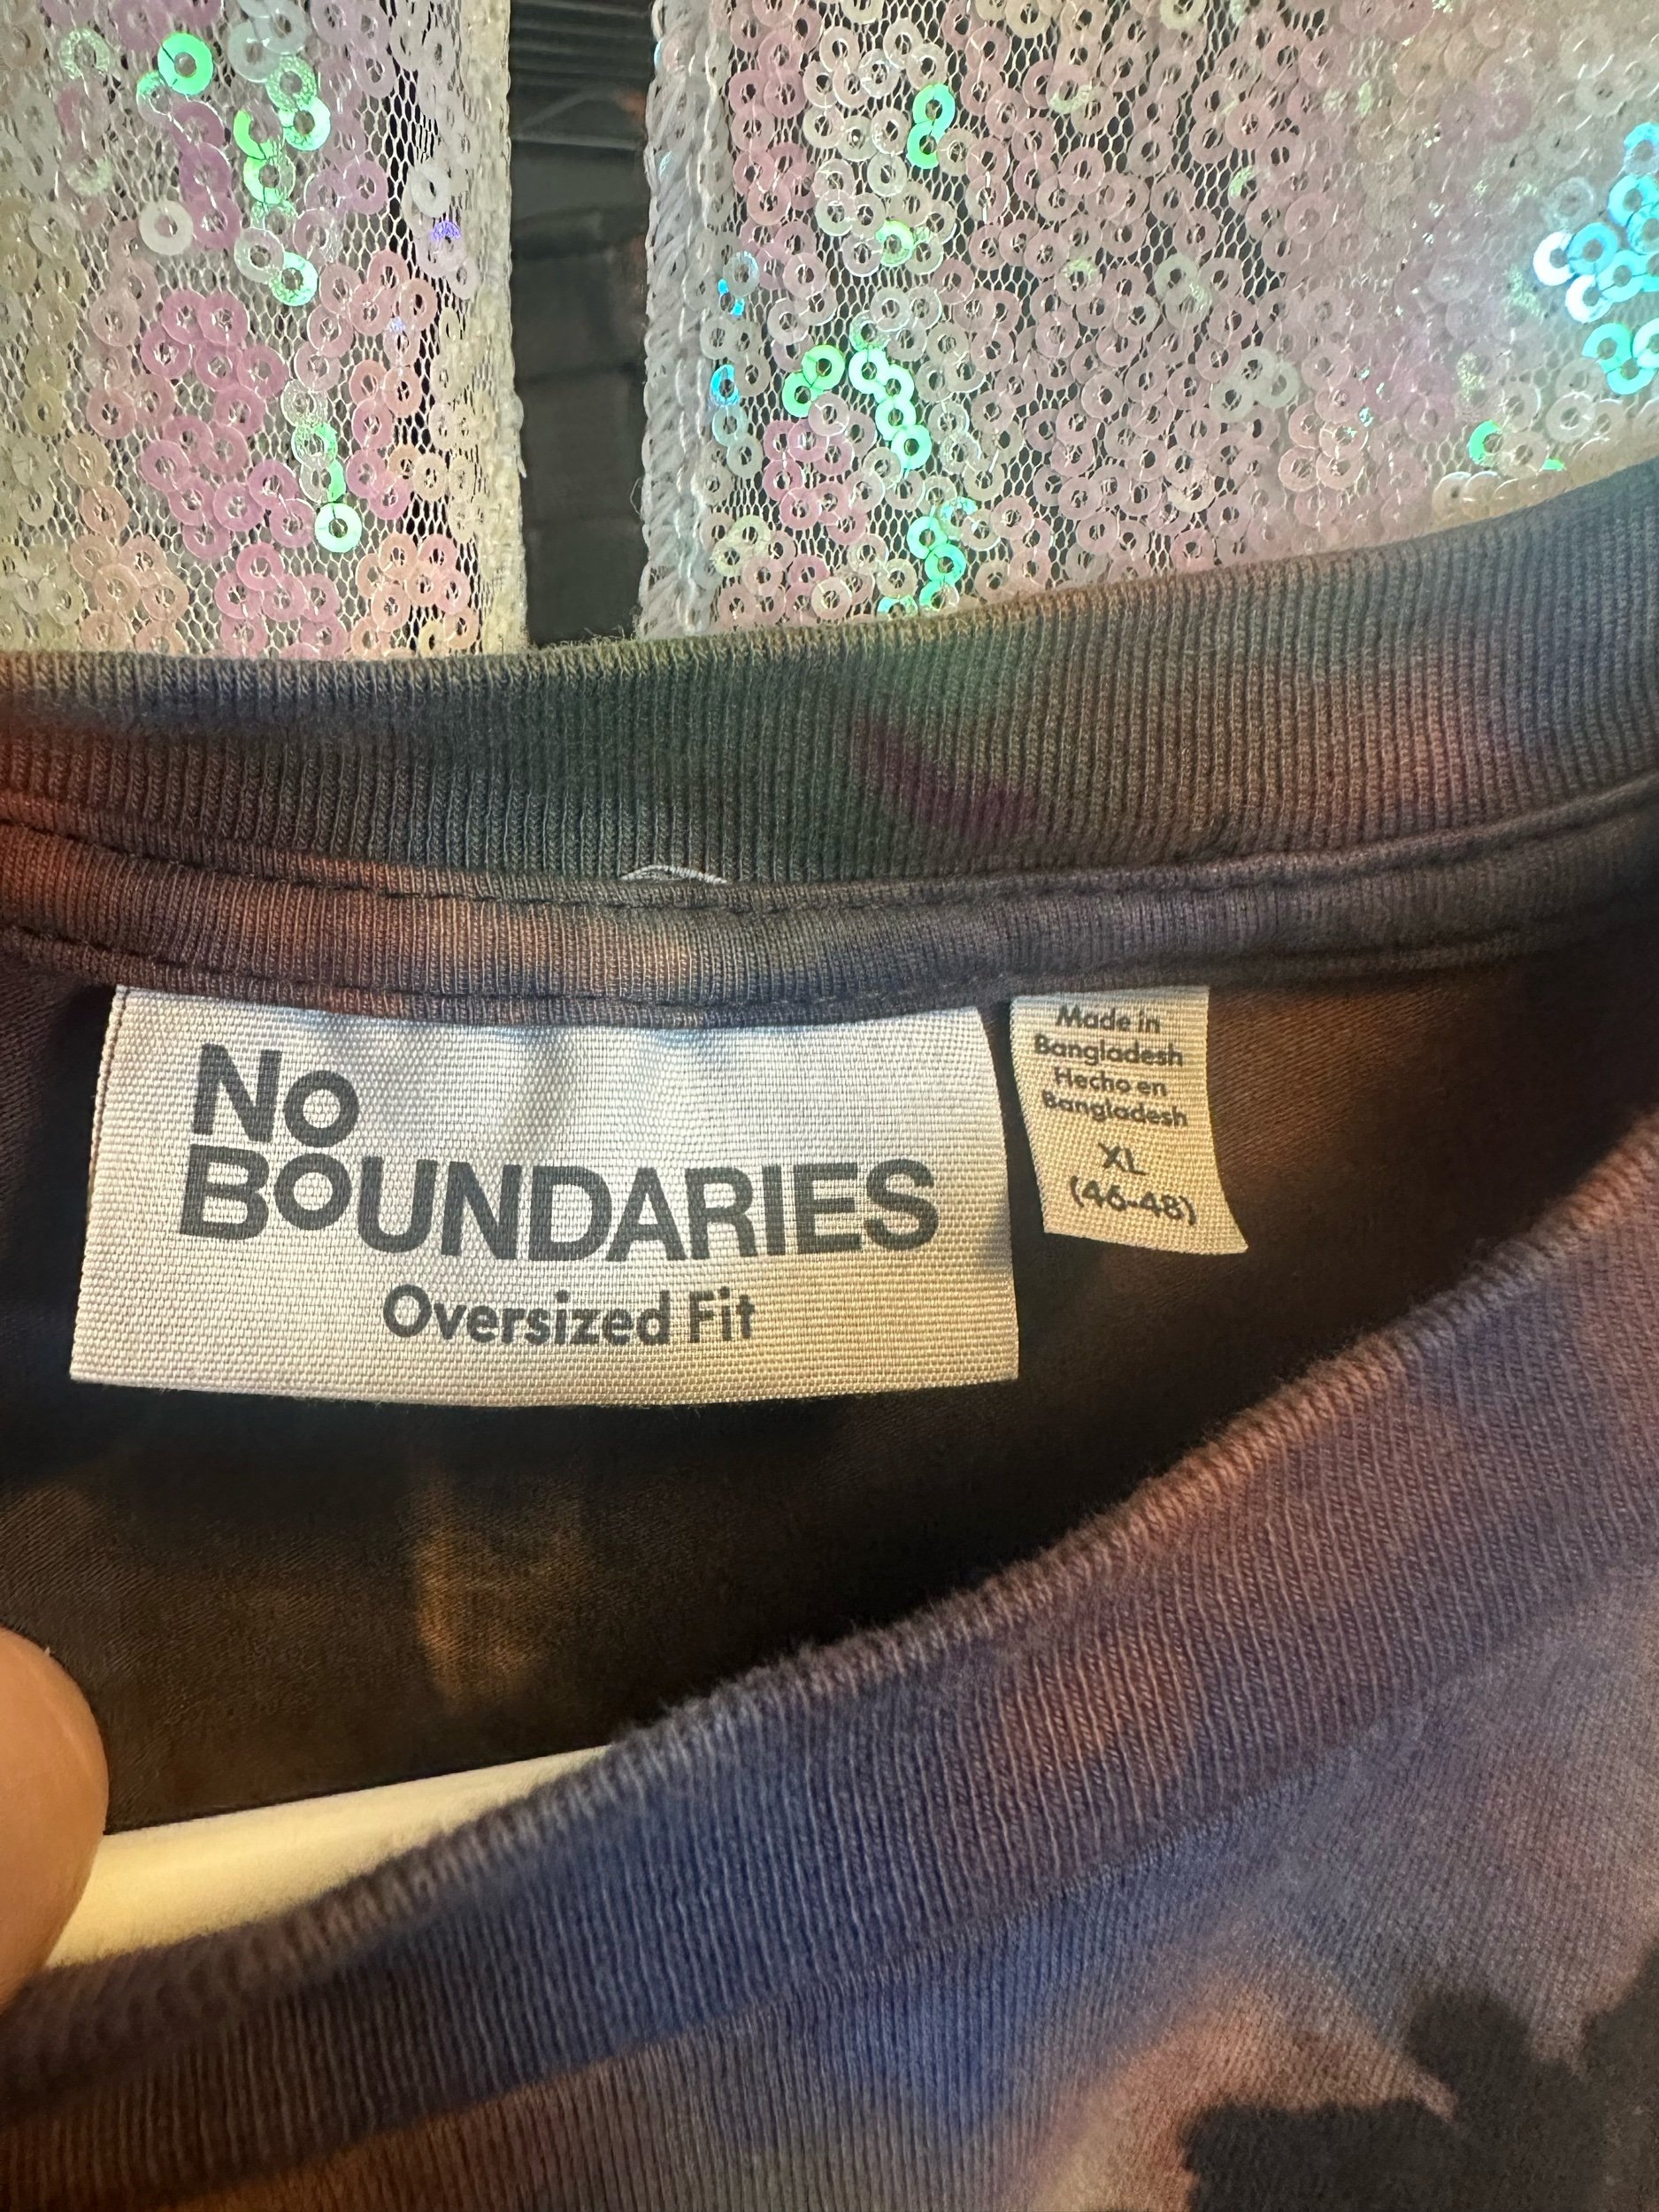 No
BOUNDARIES
Oversized Fit
Made in
Bangladesh
Hecho en
Bangladesh
XL
(46-48)